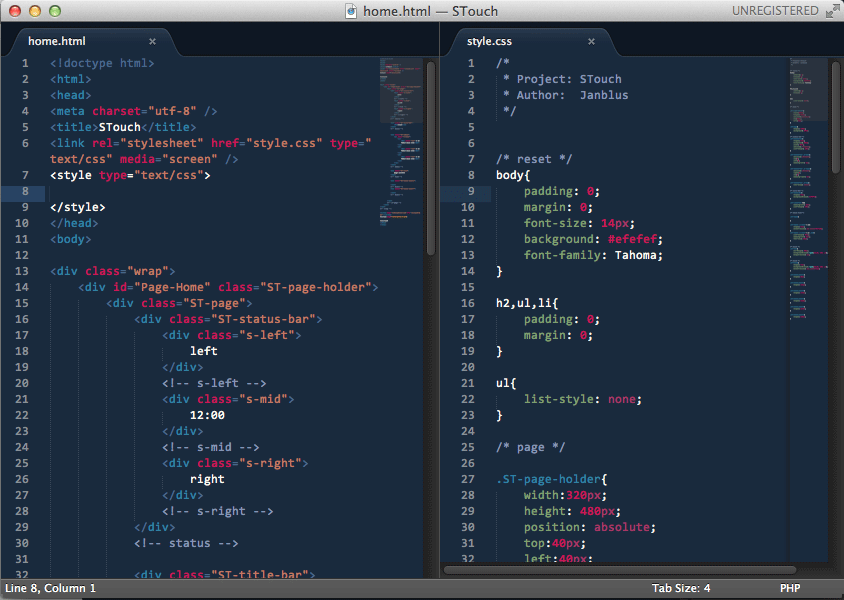 home.html — STouch
UNREGISTERED
home.html ×
1 <!doctype html>
2 <html>
3 <head>
4 <meta charset="utf-8" />
5 <title>STouch</title>
6 <link rel="stylesheet" href="style.css" type="
text/css" media="screen" />
7 <style type="text/css">
8
9 </style>
10 </head>
11 <body>
12
13 <div class="wrap">
14 <div id="Page-Home" class="ST-page-holder">
15 <div class="ST-page">
16 <div class="ST-status-bar">
17 <div class="s-left">
18 left
19 </div>
20 <!-- s-left -->
21 <div class="s-mid">
22 12:00
23 </div>
24 <!-- s-mid -->
25 <div class="s-right">
26 right
27 </div>
28 <!-- s-right -->
29 </div>
30 <!-- status -->
31
32 <div class="ST-title-bar">
style.css ×
1 /*
2 * Project: STouch
3 * Author:  Janblus
4 */
5
6
7 /* reset */
8 body{
9 padding: 0;
10 margin: 0;
11 font-size: 14px;
12 background: #efefef;
13 font-family: Tahoma;
14 }
15
16 h2,ul,li{
17 padding: 0;
18 margin: 0;
19 }
20
21 ul{
22 list-style: none;
23 }
24
25 /* page */
26
27 .ST-page-holder{
28 width:320px;
29 height: 480px;
30 position: absolute;
31 top:40px;
32 left:40px;
Line 8, Column 1
Tab Size: 4
PHP